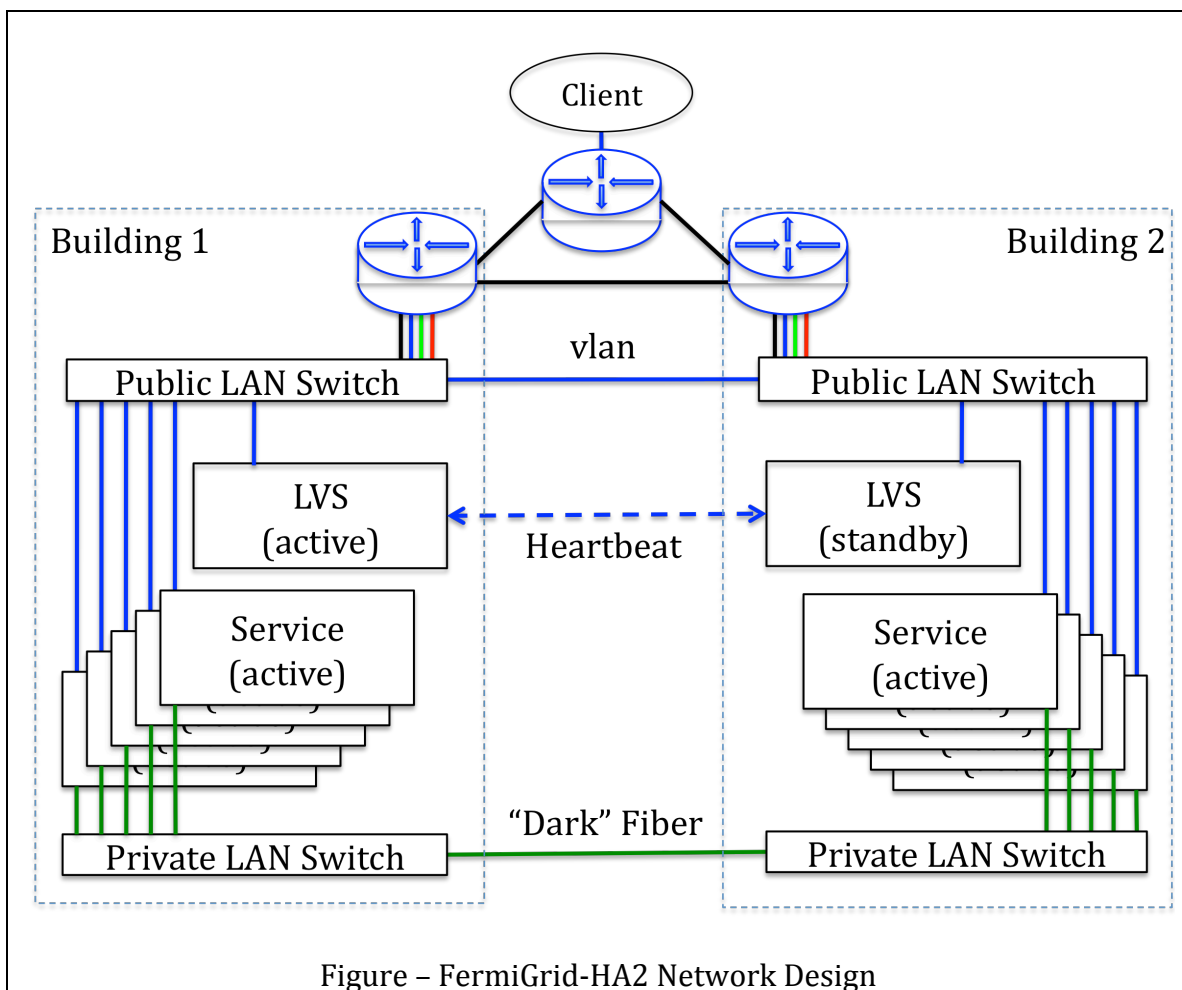 Client
Building 1
Building 2
vlan
Public LAN Switch
Public LAN Switch
LVS
(active)
LVS
(standby)
Heartbeat
Service
(active)
Service
(active)
“Dark” Fiber
Private LAN Switch
Private LAN Switch
Figure – FermiGrid-HA2 Network Design